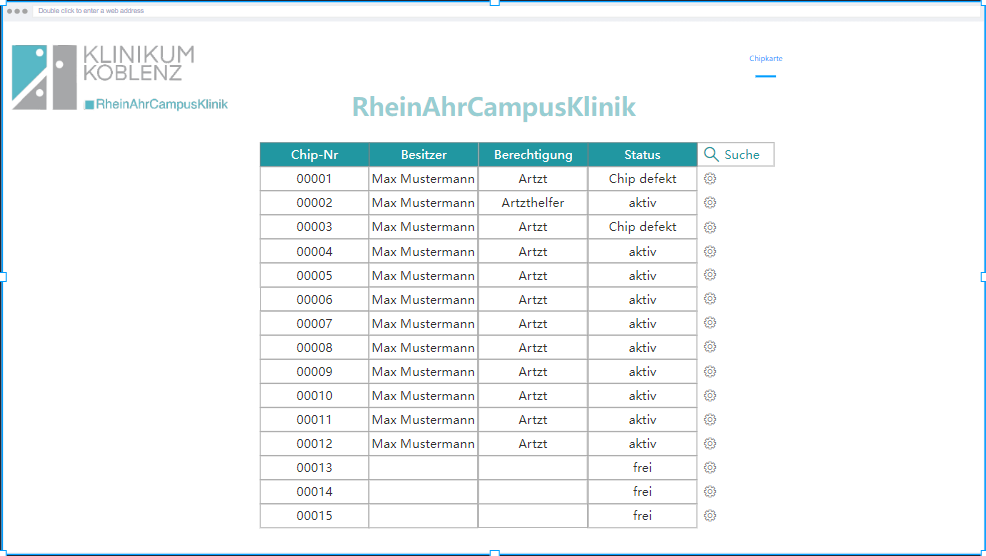 Double click to enter a web address
KLINIKUM
KOBLENZ
RheinAhrCampusKlinik
Chipkarte
RheinAhrCampusKlinik
Chip-Nr Besitzer Berechtigung Status Suche
00001 Max Mustermann Artzt Chip defekt
00002 Max Mustermann Artzthelfer aktiv
00003 Max Mustermann Artzt Chip defekt
00004 Max Mustermann Artzt aktiv
00005 Max Mustermann Artzt aktiv
00006 Max Mustermann Artzt aktiv
00007 Max Mustermann Artzt aktiv
00008 Max Mustermann Artzt aktiv
00009 Max Mustermann Artzt aktiv
00010 Max Mustermann Artzt aktiv
00011 Max Mustermann Artzt aktiv
00012 Max Mustermann Artzt aktiv
00013 frei
00014 frei
00015 frei